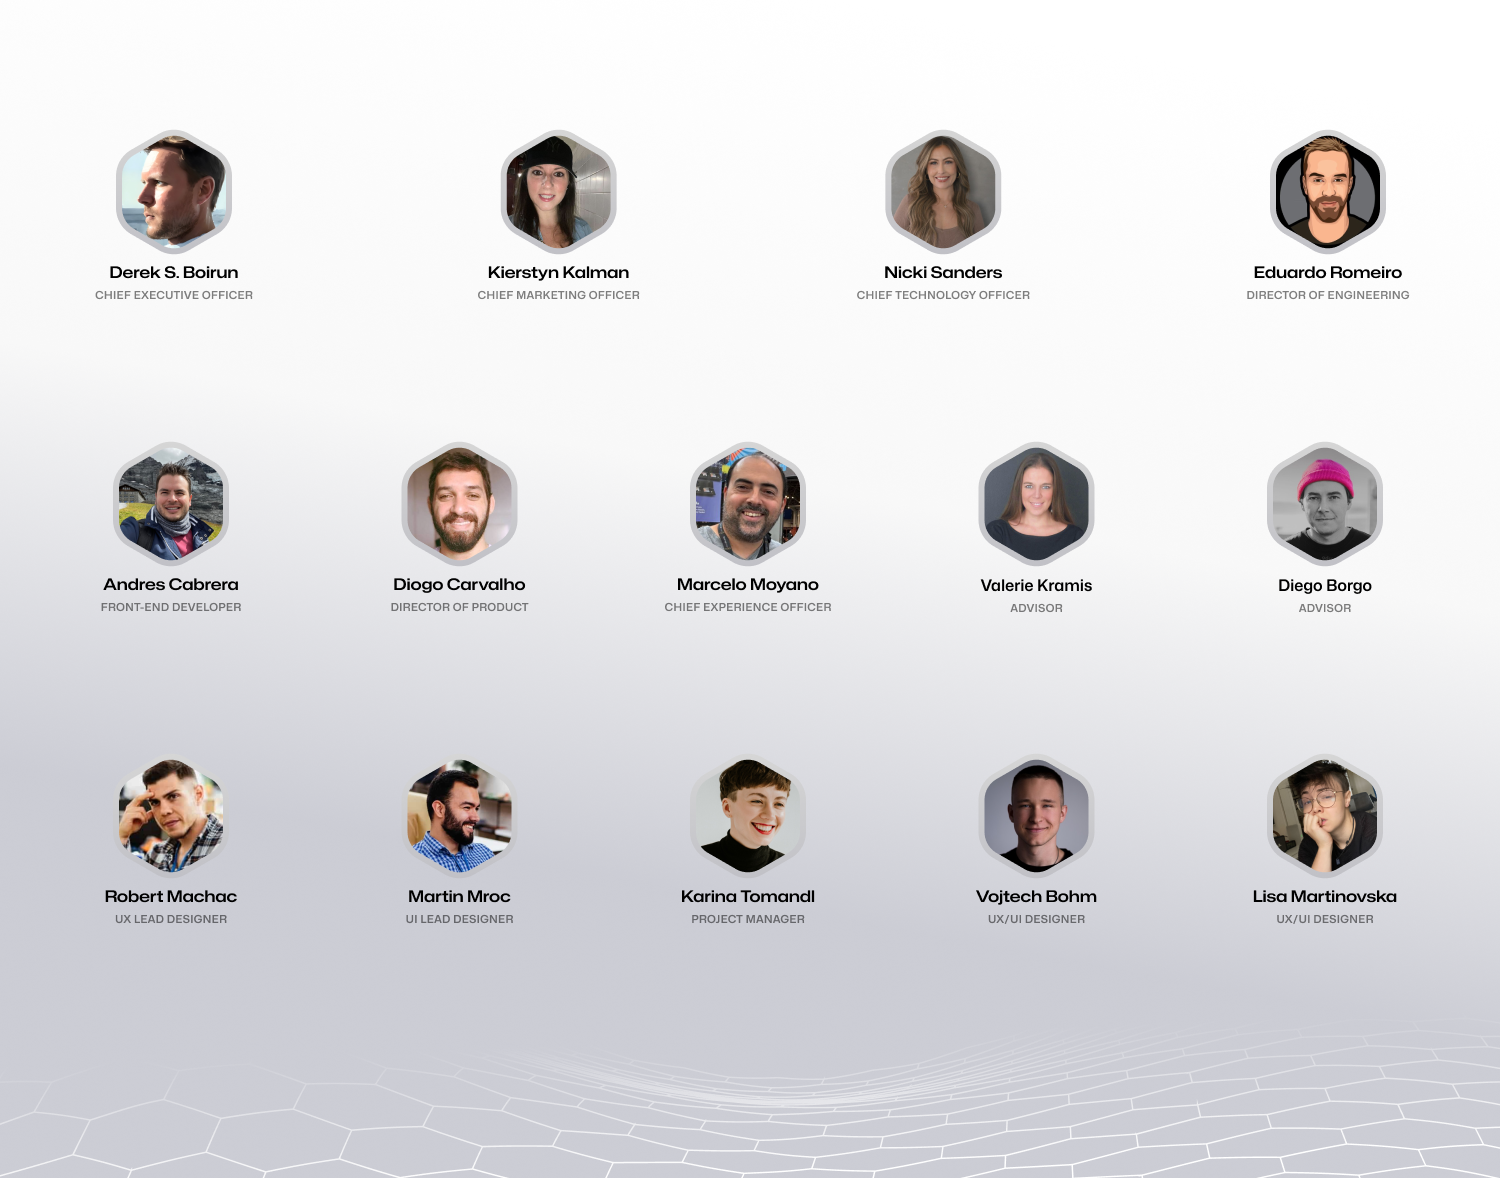 Derek S. Boirun
CHIEF EXECUTIVE OFFICER
Kierstyn Kalman
CHIEF MARKETING OFFICER
Nicki Sanders
CHIEF TECHNOLOGY OFFICER
Eduardo Romeiro
DIRECTOR OF ENGINEERING
Andres Cabrera
FRONT-END DEVELOPER
Diogo Carvalho
DIRECTOR OF PRODUCT
Marcelo Moyano
CHIEF EXPERIENCE OFFICER
Valerie Kramis
ADVISOR
Diego Borgo
ADVISOR
Robert Machac
UX LEAD DESIGNER
Martin Mroc
UI LEAD DESIGNER
Karina Tomandl
PROJECT MANAGER
Vojtech Bohm
UX/UI DESIGNER
Lisa Martinovska
UX/UI DESIGNER